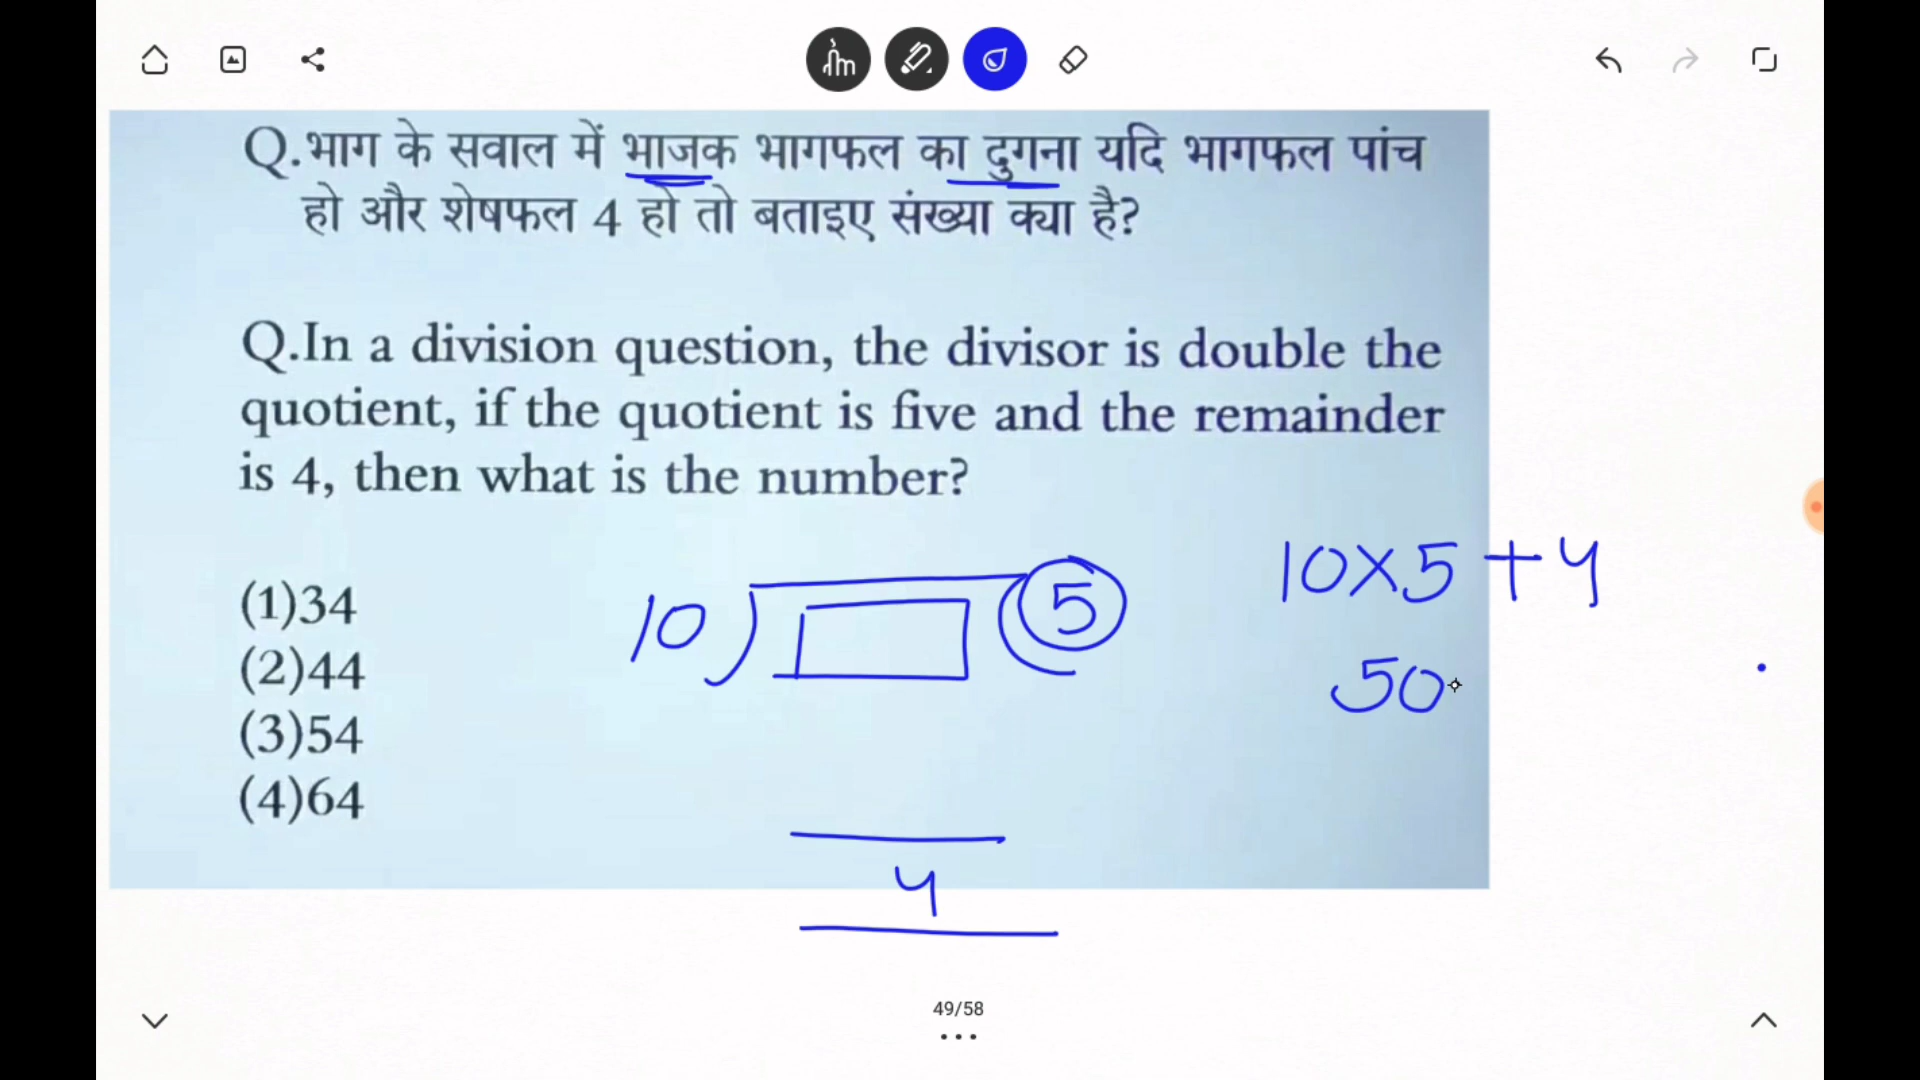 Q.भाग के सवाल में भाजक भागफल का दुगना यदि भागफल पांच
हो और शेषफल 4 हो तो बताइए संख्या क्या है?
Q.In a division question, the divisor is double the
quotient, if the quotient is five and the remainder
is 4, then what is the number?
(1)34
(2)44
(3)54
(4)64
10 5
4
10×5+4
50
49/58